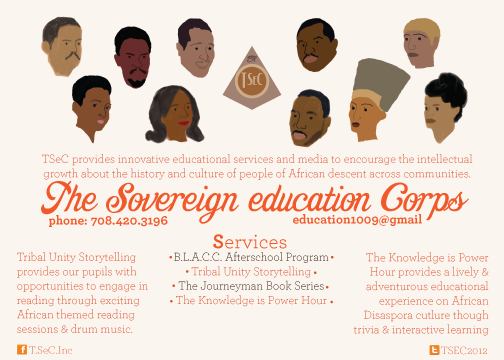 TSeC
TSeC provides innovative educational services and media to encourage the intellectual
growth about the history and culture of people of African descent across communities.
The Sovereign education Corps
phone: 708.420.3196
education1009@gmail
Services
•B.L.A.C.C. Afterschool Program•
• Tribal Unity Storytelling •
• The Journeyman Book Series•
• The Knowledge is Power Hour •
Tribal Unity Storytelling
provides our pupils with
opportunities to engage in
reading through exciting
African themed reading
sessions & drum music.
The Knowledge is Power
Hour provides a lively &
adventurous educational
experience on African
Disaspora cutlure though
trivia & interactive learning
T.SeC.Inc
TSEC2012